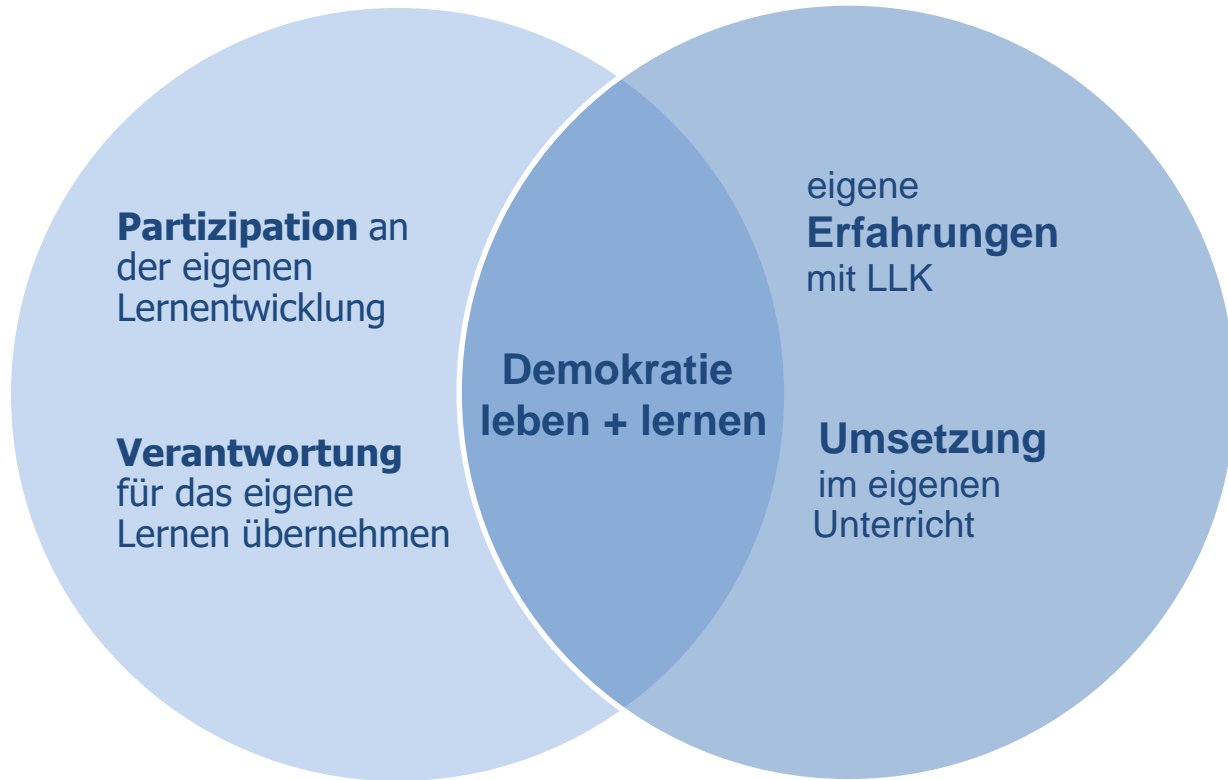 Partizipation an
der eigenen
Lernentwicklung
Verantwortung
für das eigene
Lernen übernehmen
Demokratie
leben + lernen
eigene
Erfahrungen
mit LLK
Umsetzung
im eigenen
Unterricht